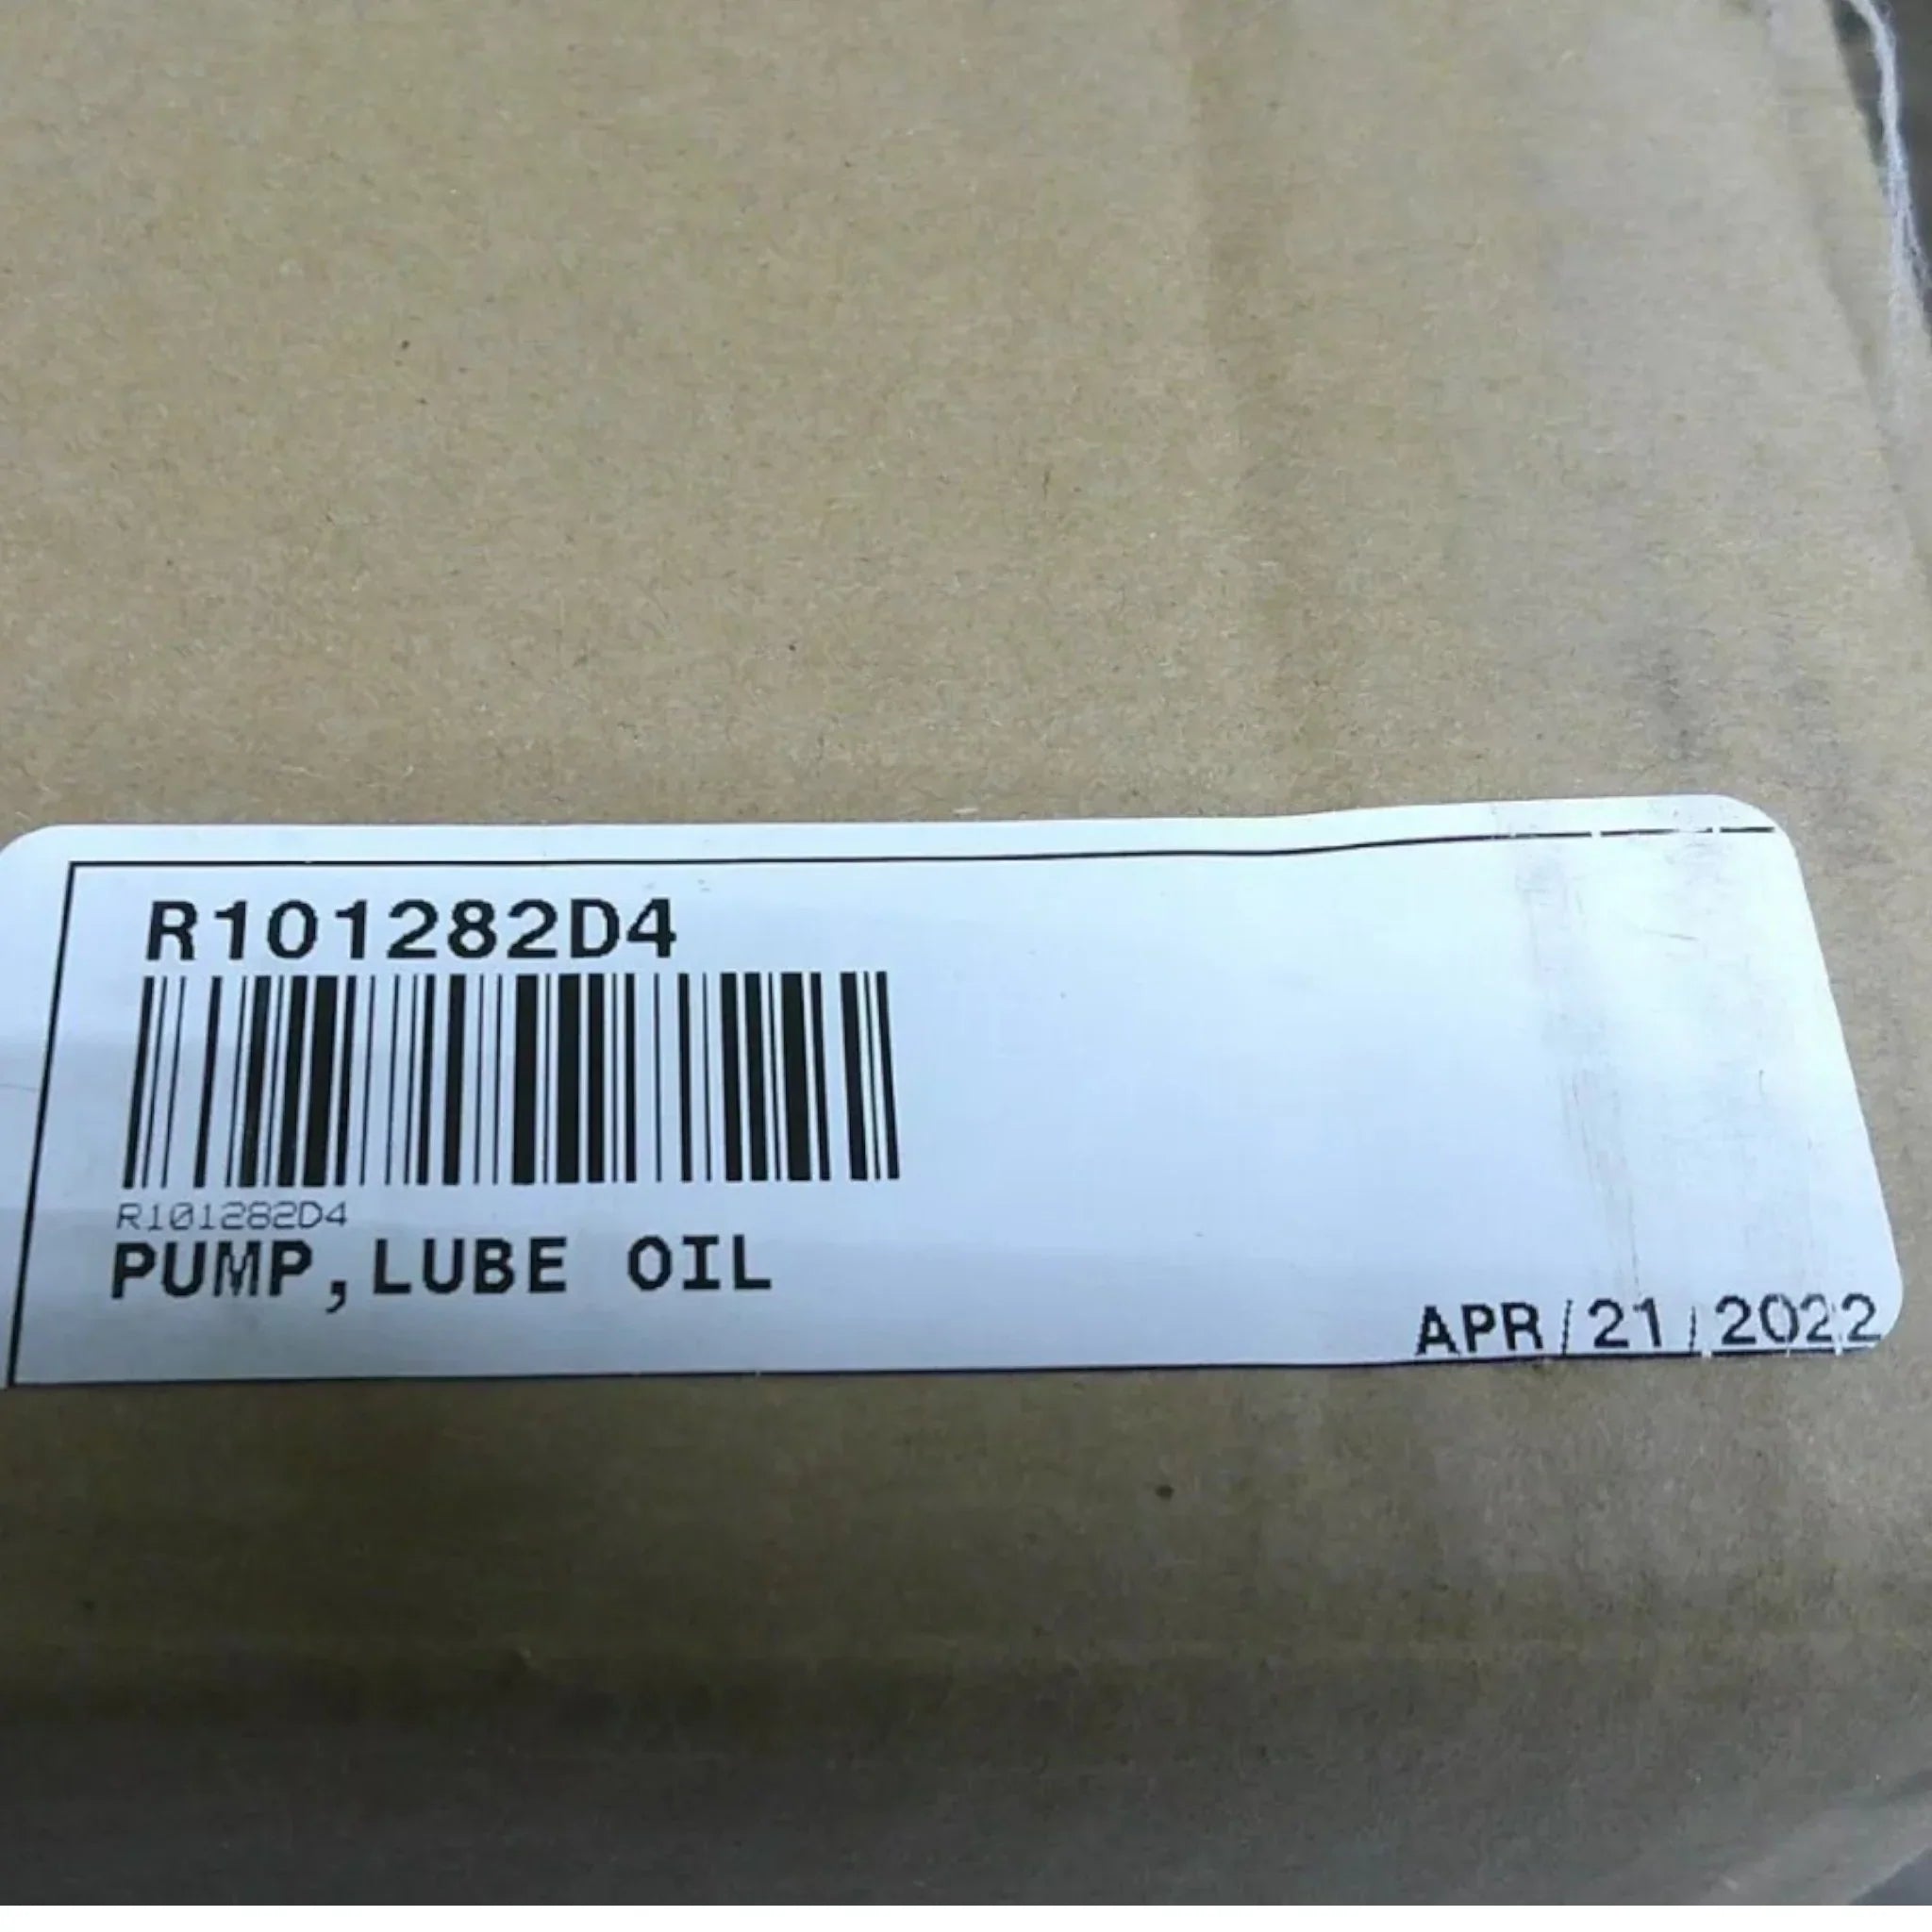 R101282D4
R101282D4
PUMP,LUBE OIL
APR/21/2022